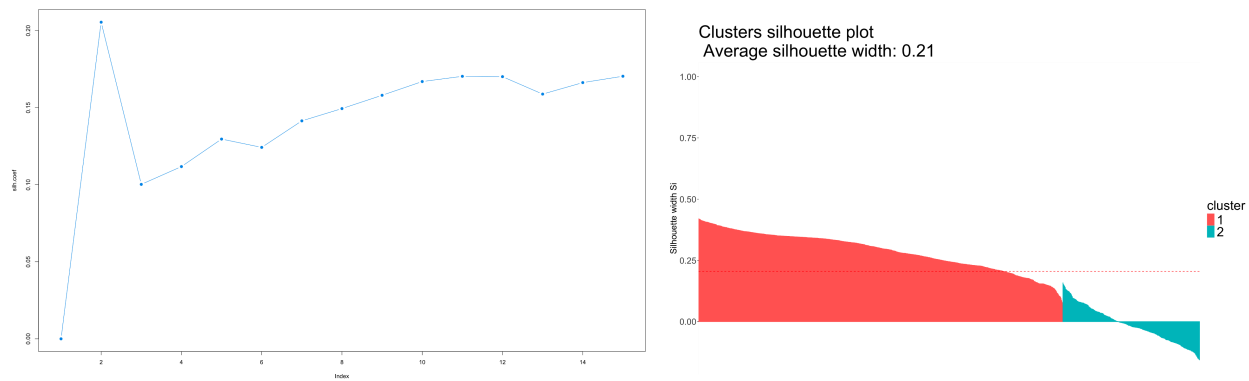 0.20
0.15
0.10
0.05
0.00
silh.coef
2 4 6 8 10 12 14
Index
Clusters silhouette plot
Average silhouette width: 0.21
1.00
0.75
0.50
0.25
0.00
Silhouette width Si
cluster
1
2